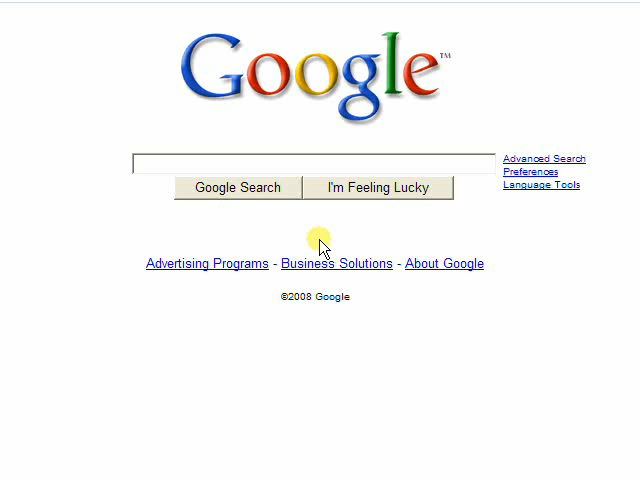 Google™
Advanced Search
Preferences
Language Tools
Google Search I'm Feeling Lucky
Advertising Programs - Business Solutions - About Google
©2008 Google